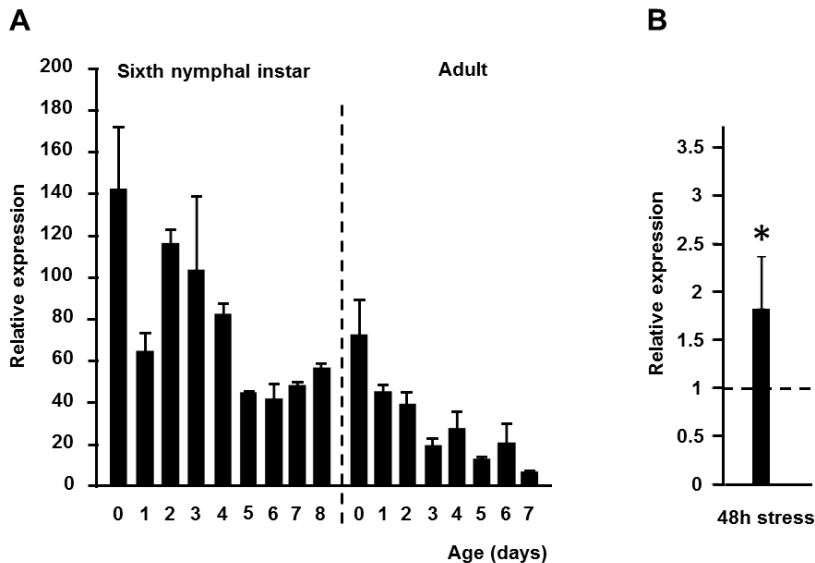 A
B
Sixth nymphal instar
Adult
Relative expression
200
180
160
140
120
100
80
60
40
20
0
0 1 2 3 4 5 6 7 8 0 1 2 3 4 5 6 7
Age (days)
Relative expression
3.5
3
2.5
2
1.5
1
0.5
0
*
48h stress